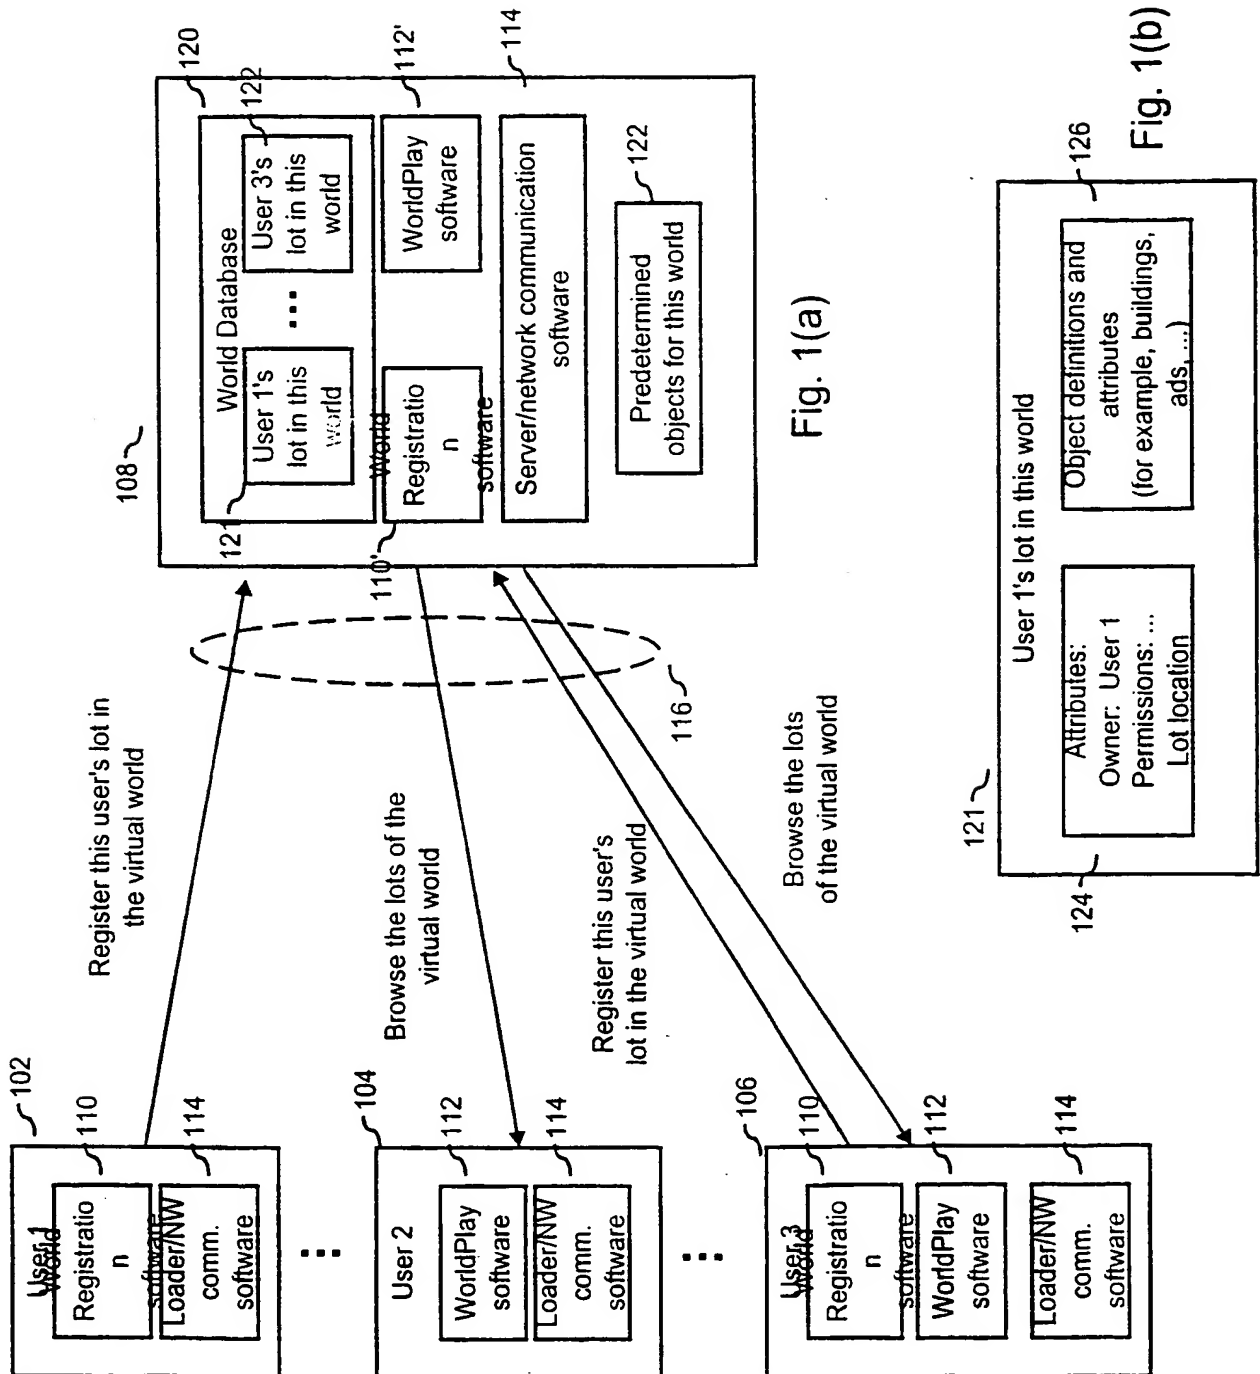 102
User 1
110
World
Registratio
n
software
114
Loader/NW
comm.
software
...
104
User 2
112
WorldPlay
software
114
Loader/NW
comm.
software
...
106
User 3
110
World
Registratio
n
software
112
WorldPlay
software
114
Loader/NW
comm.
software
Register this user's lot in
the virtual world
Browse the lots of the
virtual world
Register this user's
lot in the virtual world
Browse the lots
of the virtual world
116
108
120
World Database
121
User 1's
lot in this
world
...
122
User 3's
lot in this
world
110'
World
Registratio
n
software
112'
WorldPlay
software
114
Server/network communication
software
122
Predetermined
objects for this world
Fig. 1(a)
121
User 1's lot in this world
124
Attributes:
Owner: User 1
Permissions: ...
Lot location
126
Object definitions and
attributes
(for example, buildings,
ads, ...)
Fig. 1(b)